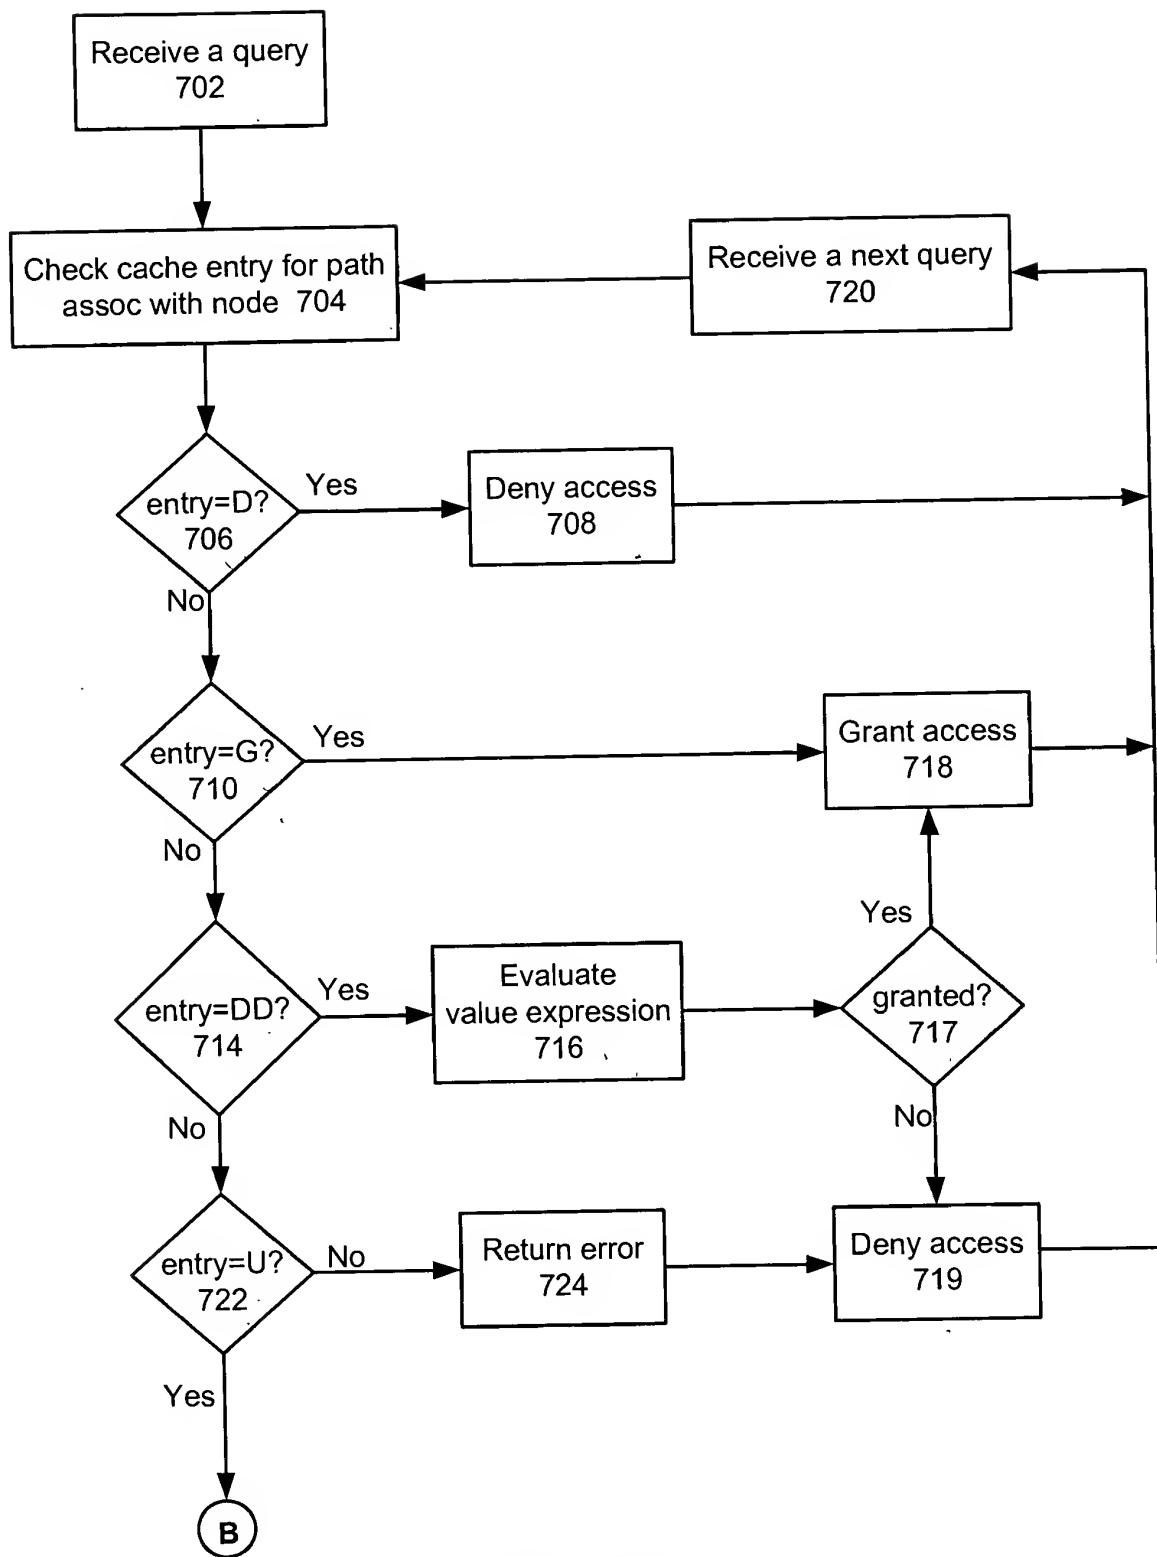 Receive a query
702
Check cache entry for path
assoc with node 704
Receive a next query
720
entry=D?
706
Yes
Deny access
708
No
entry=G?
710
Yes
Grant access
718
No
Yes
entry=DD?
714
Yes
Evaluate
value expression
716
granted?
717
No
No
entry=U?
722
No
Return error
724
Deny access
719
Yes
B